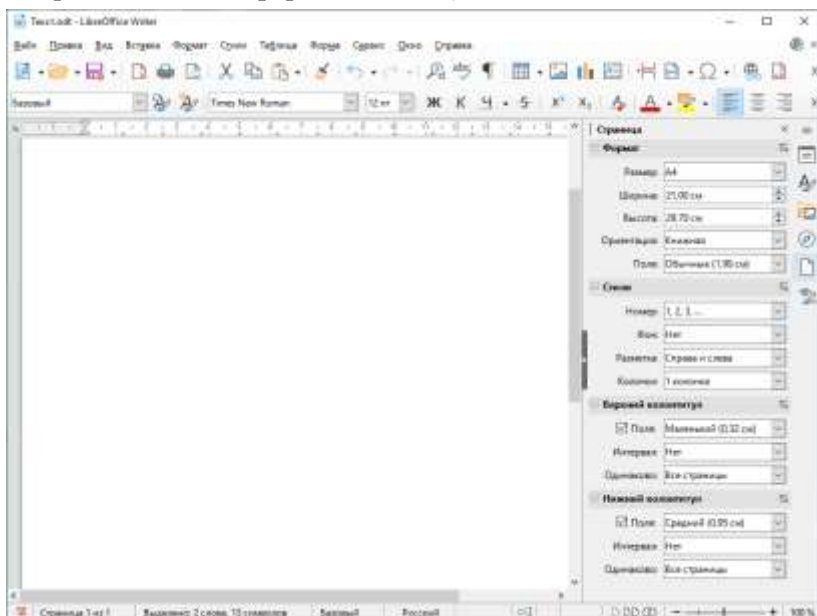 Текст.odt - LibreOffice Writer
Файл Правка Вид Вставка Формат Стили Таблица Форма Сервис Окно Справка
Базовый Times New Roman 12 пт Ж К Ч S X² X₂
Страница
Формат
Размер: A4
Ширина: 21,00 см
Высота: 29,70 см
Ориентация: Книжная
Поля: Обычные (1,90 см)
Стили
Номер: 1, 2, 3, ...
Фон: Нет
Разметка: Справа и слева
Колонки: 1 колонка
Верхний колонтитул
Поля: Маленький (0,32 см)
Интервал: Нет
Одинаково: Все страницы
Нижний колонтитул
Поля: Средний (0,95 см)
Интервал: Нет
Одинаково: Все страницы
Страница 1 из 1 Выделено: 2 слова, 13 символов Базовый Русский 100 %